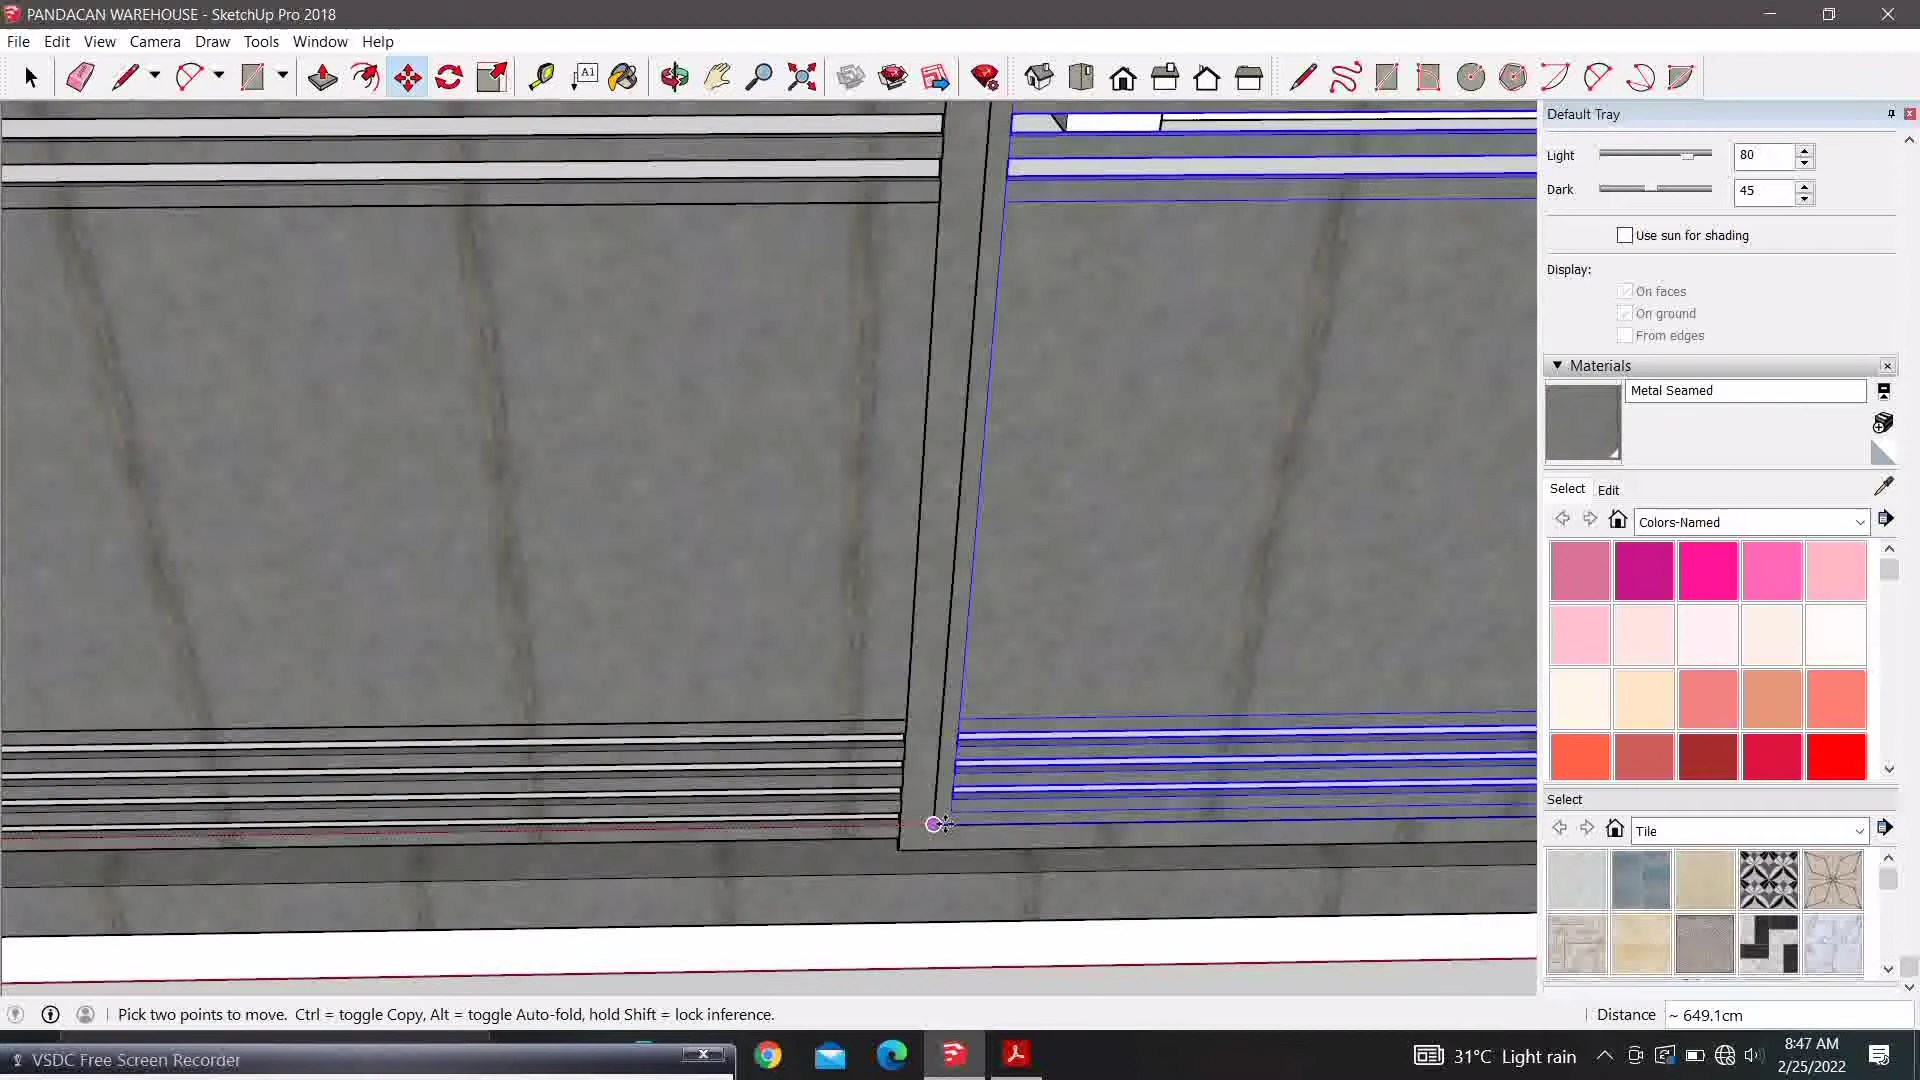 PANDACAN WAREHOUSE - SketchUp Pro 2018
File Edit View Camera Draw Tools Window Help
A1
Default Tray
Light 80
Dark 45
Use sun for shading
Display:
On faces
On ground
From edges
Materials
Metal Seamed
Select Edit
Colors-Named
Select
Tile
Pick two points to move. Ctrl = toggle Copy, Alt = toggle Auto-fold, hold Shift = lock inference.
Distance ~ 649.1cm
VSDC Free Screen Recorder
31°C Light rain
8:47 AM
2/25/2022